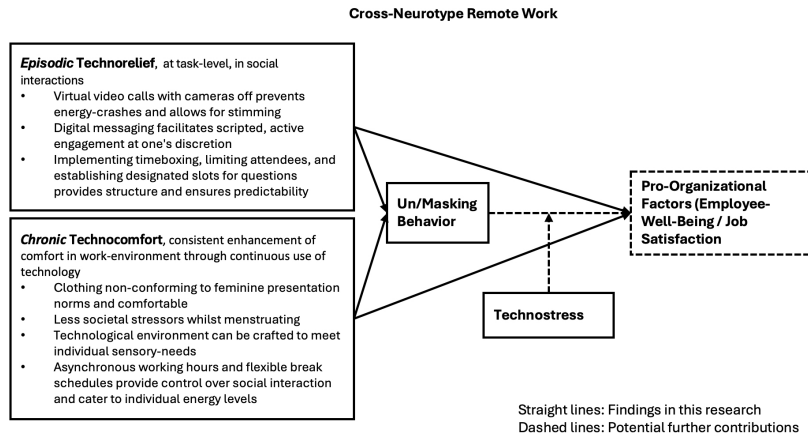 Cross-Neurotype Remote Work
Episodic Technorelief, at task-level, in social
interactions
• Virtual video calls with cameras off prevents
energy-crashes and allows for stimming
• Digital messaging facilitates scripted, active
engagement at one's discretion
• Implementing timeboxing, limiting attendees, and
establishing designated slots for questions
provides structure and ensures predictability
Chronic Technocomfort, consistent enhancement of
comfort in work-environment through continuous use of
technology
• Clothing non-conforming to feminine presentation
norms and comfortable
• Less societal stressors whilst menstruating
• Technological environment can be crafted to meet
individual sensory-needs
• Asynchronous working hours and flexible break
schedules provide control over social interaction
and cater to individual energy levels
Un/Masking
Behavior
Technostress
Pro-Organizational
Factors (Employee-
Well-Being / Job
Satisfaction
Straight lines: Findings in this research
Dashed lines: Potential further contributions